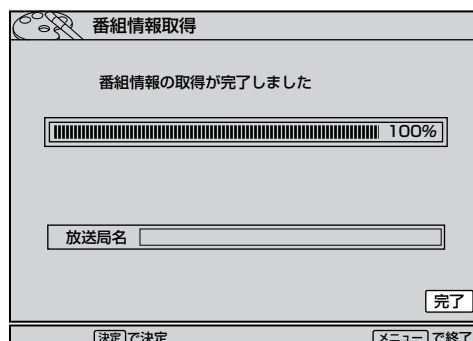 番組情報取得
番組情報の取得が完了しました
100%
放送局名
完了
決定で決定 メニューで終了